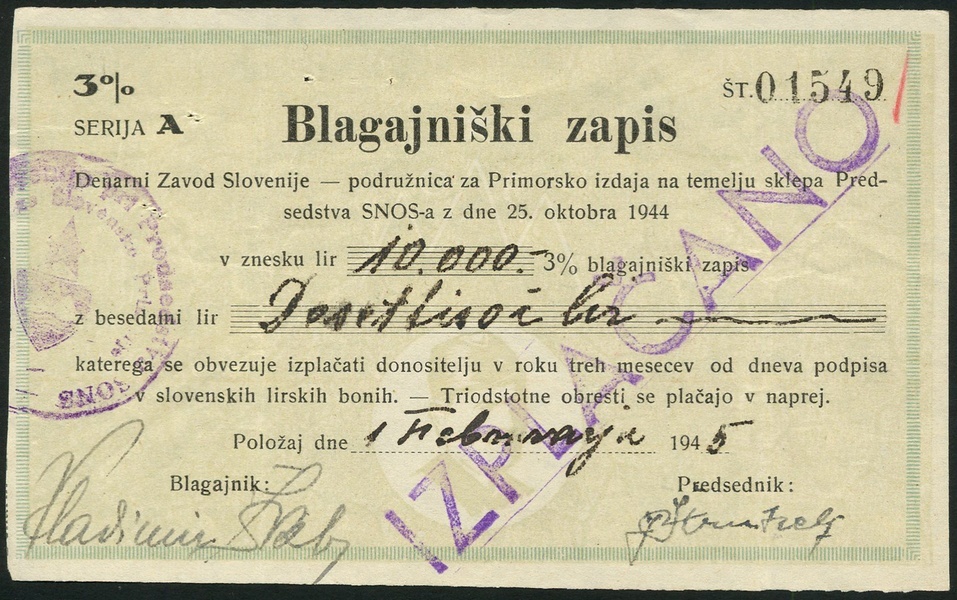 3%
SERIJA A
ŠT. 01549
Blagajniški zapis
Denarni Zavod Slovenije — podružnica za Primorsko izdaja na temelju sklepa Pred-
sedstva SNOS-a z dne 25. oktobra 1944
v znesku lir 10.000.- 3% blagajniški zapis
z besedami lir Desettisoč lir
katerega se obvezuje izplačati donositelju v roku treh mesecev od dneva podpisa
v slovenskih lirskih bonih. — Triodstotne obresti se plačajo v naprej.
Položaj dne 1 Februarja 1945
Blagajnik: Predsednik:
Vladimir
IZPLAČANO
SNOS